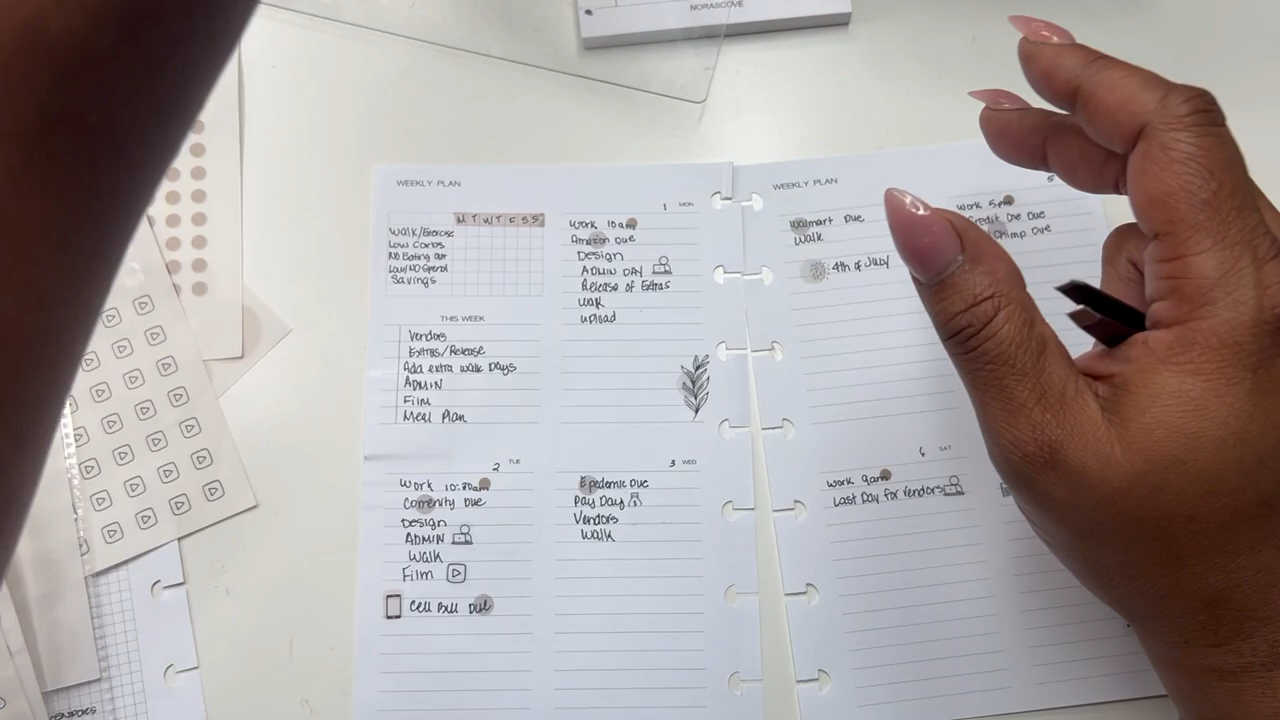 NORASCOVE
WEEKLY PLAN
M T W T F S S
Walk/Exercise
Low Carbs
No Eating Out
Low/No Spend
Savings
THIS WEEK
Vendors
Extras/Release
Add extra walk Days
ADMIN
Film
Meal Plan
1 MON
Work 10am
Amazon Due
Design
ADMIN DAY
Release of Extras
Walk
upload
2 TUE
Work 10:30am
Comenity Due
Design
ADMIN
Walk
Film
Cell Bill Due
3 WED
Epedemic Due
Pay Day
Vendors
Walk
WEEKLY PLAN
Walmart Due
Walk
4th of July
5
Work 5pm
Credit One Due
Chimp Due
6 SAT
Work 9am
Last Day for Vendors